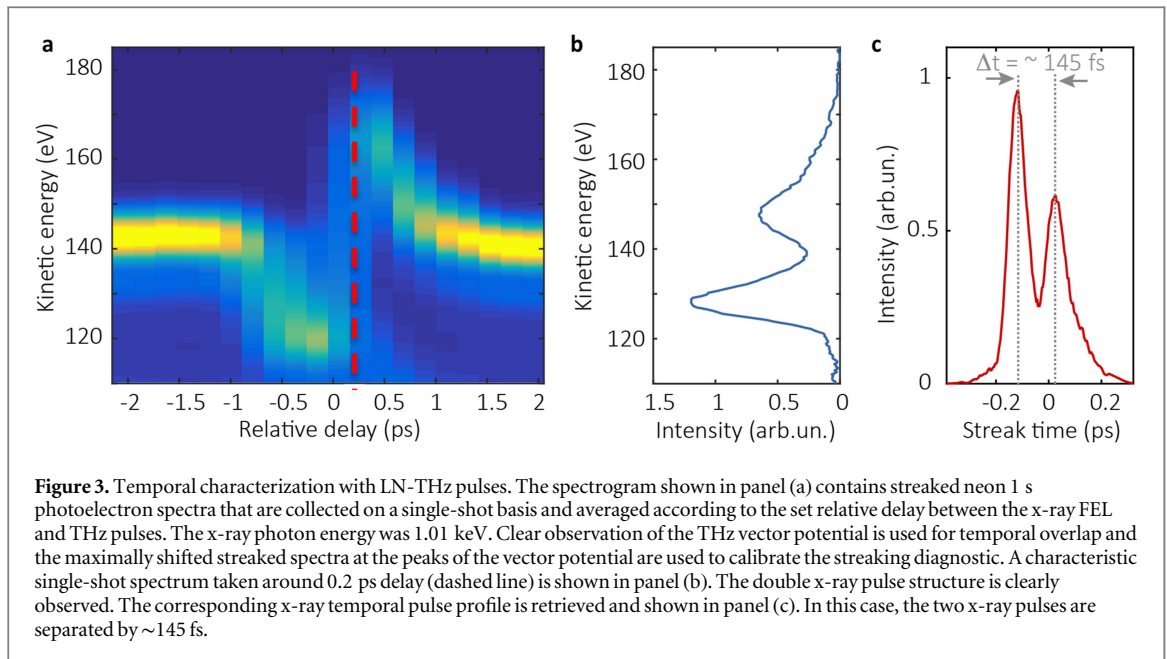 a
b
c
180
160
140
120
Kinetic energy (eV)
-2 -1.5 -1 -0.5 0 0.5 1 1.5 2
Relative delay (ps)
180
160
140
120
Kinetic energy (eV)
1.5 1 0.5 0
Intensity (arb.un.)
Δt = ~ 145 fs
1
0.5
0
Intensity (arb.un.)
-0.2 0 0.2
Streak time (ps)
Figure 3. Temporal characterization with LN-THz pulses. The spectrogram shown in panel (a) contains streaked neon 1 s
photoelectron spectra that are collected on a single-shot basis and averaged according to the set relative delay between the x-ray FEL
and THz pulses. The x-ray photon energy was 1.01 keV. Clear observation of the THz vector potential is used for temporal overlap and
the maximally shifted streaked spectra at the peaks of the vector potential are used to calibrate the streaking diagnostic. A characteristic
single-shot spectrum taken around 0.2 ps delay (dashed line) is shown in panel (b). The double x-ray pulse structure is clearly
observed. The corresponding x-ray temporal pulse profile is retrieved and shown in panel (c). In this case, the two x-ray pulses are
separated by ~145 fs.